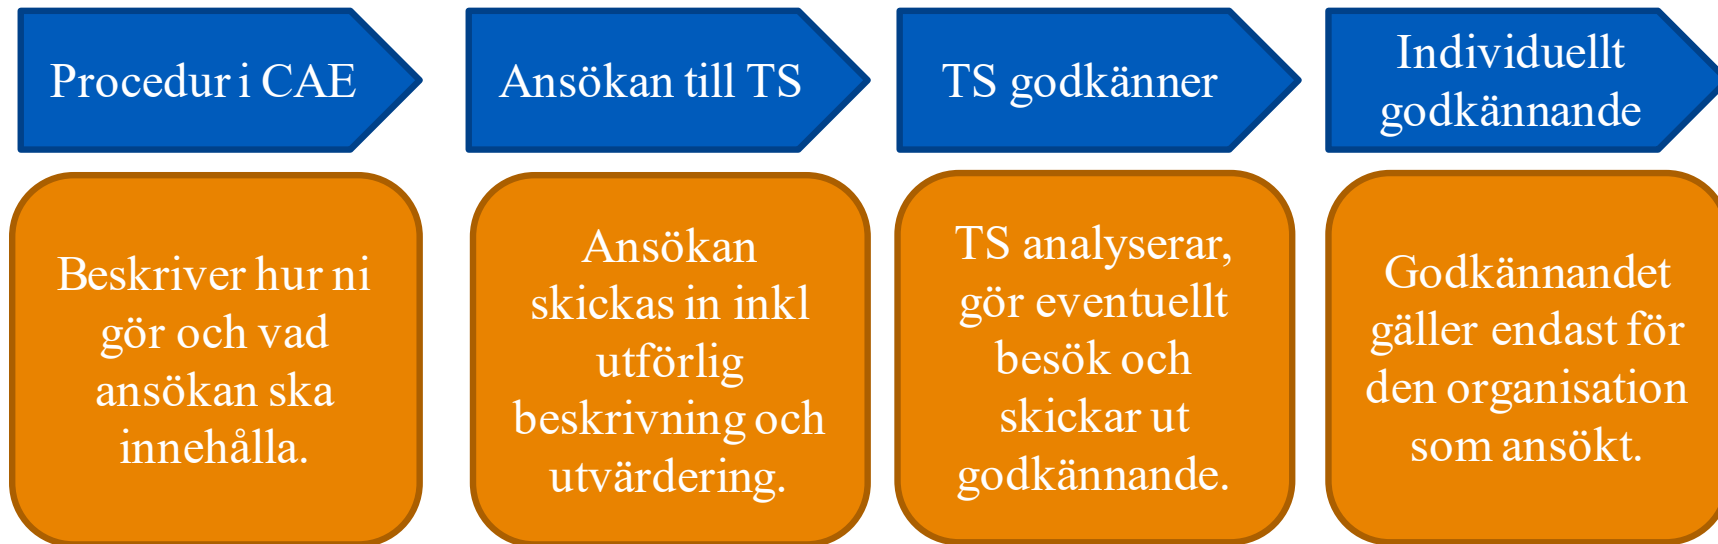 Procedur i CAE
Ansökan till TS
TS godkänner
Individuellt
godkännande
Beskriver hur ni
gör och vad
ansökan ska
innehålla.
Ansökan
skickas in inkl
utförlig
beskrivning och
utvärdering.
TS analyserar,
gör eventuellt
besök och
skickar ut
godkännande.
Godkännandet
gäller endast för
den organisation
som ansökt.